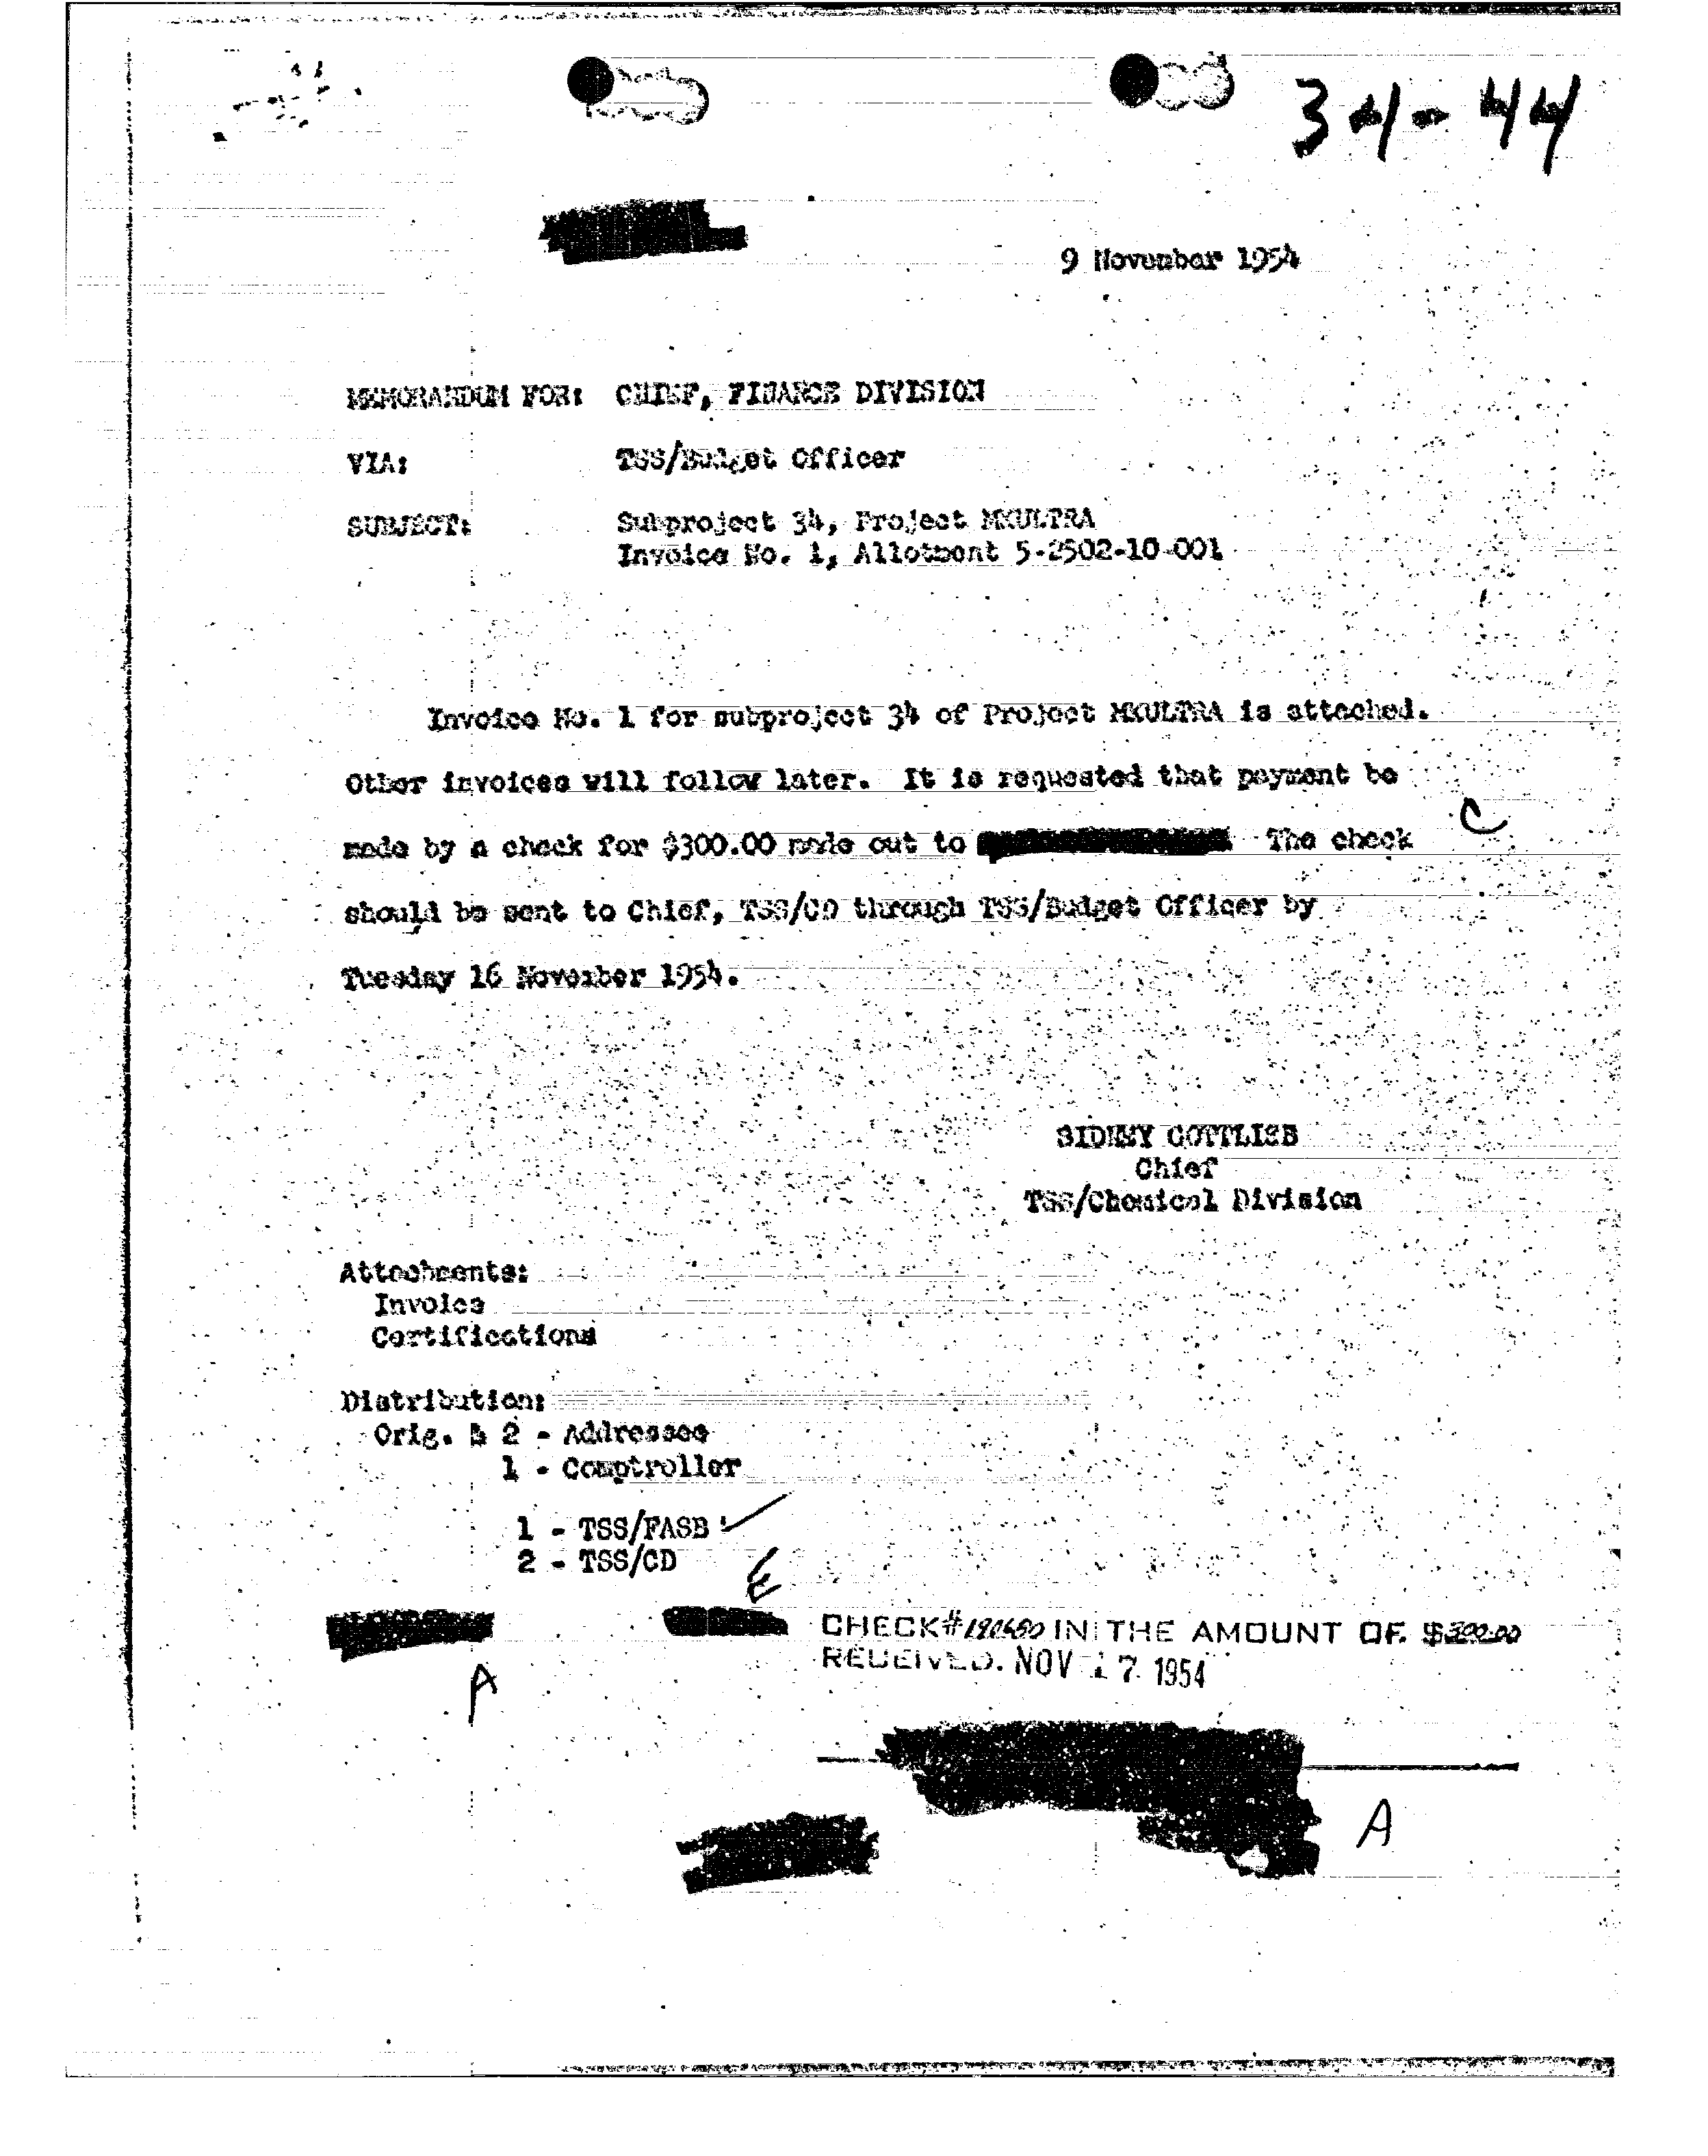 34-44
9 November 1954
MEMORANDUM FOR: CHIEF, FINANCE DIVISION
VIA: TSS/Budget Officer
SUBJECT: Subproject 34, Project MKULTRA
Invoice No. 1, Allotment 5-2502-10-001
Invoice No. 1 for subproject 34 of Project MKULTRA is attached.
Other invoices will follow later. It is requested that payment be
C
made by a check for $300.00 made out to The check
should be sent to Chief, TSS/CD through TSS/Budget Officer by
Tuesday 16 November 1954.
SIDNEY GOTTLIEB
Chief
TSS/Chemical Division
Attachments:
Invoice
Certifications
Distribution:
Orig. & 2 - Addressee
1 - Comptroller
1 - TSS/FASB
2 - TSS/CD
CHECK# IN THE AMOUNT OF $300.00
RECEIVED. NOV 17 1954
A
A